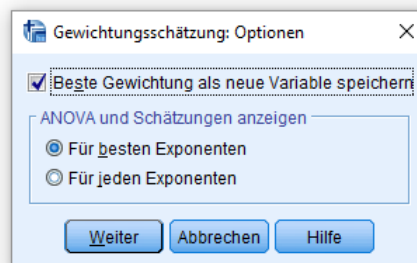 Gewichtungsschätzung: Optionen
Beste Gewichtung als neue Variable speichern
ANOVA und Schätzungen anzeigen
Für besten Exponenten
Für jeden Exponenten
Weiter Abbrechen Hilfe